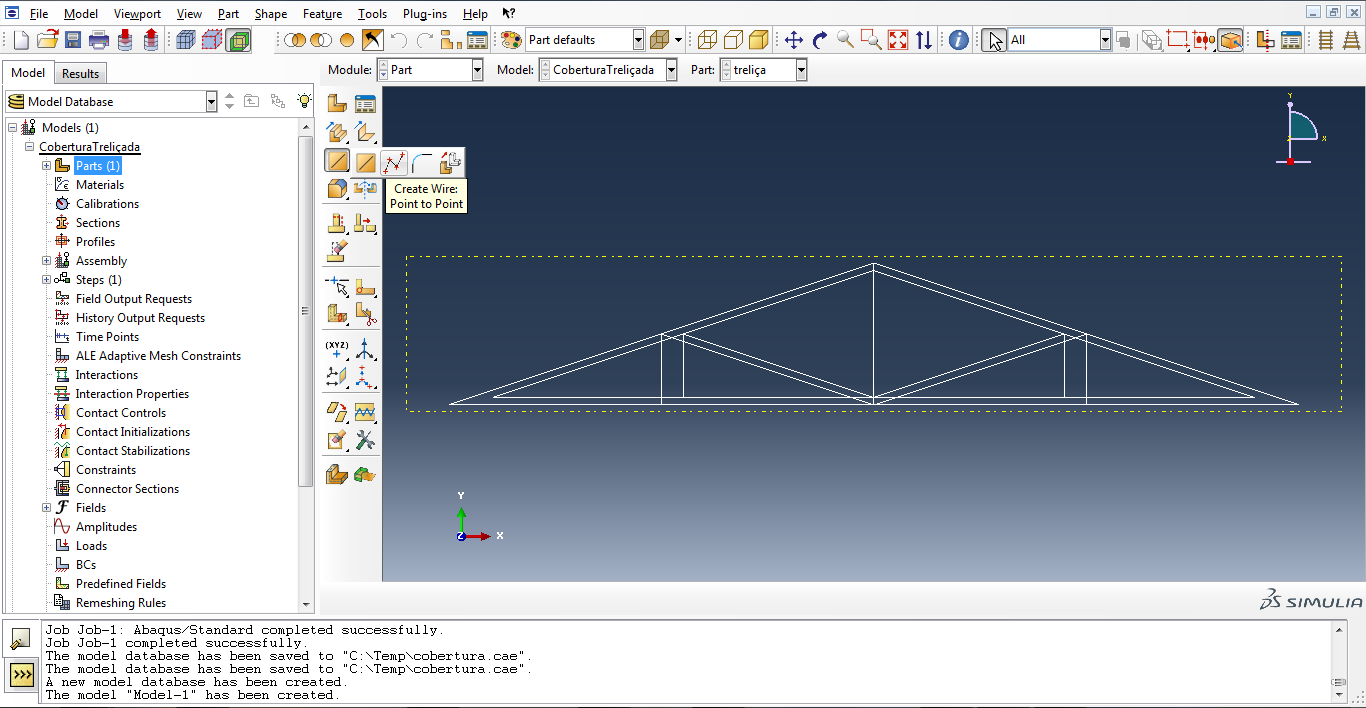 File Model Viewport View Part Shape Feature Tools Plug-ins Help
Part defaults
All
Model Results
Module: Part Model: CoberturaTreliçada Part: treliça
Model Database
Models (1)
CoberturaTreliçada
Parts (1)
Materials
Calibrations
Sections
Profiles
Assembly
Steps (1)
Field Output Requests
History Output Requests
Time Points
ALE Adaptive Mesh Constraints
Interactions
Interaction Properties
Contact Controls
Contact Initializations
Contact Stabilizations
Constraints
Connector Sections
Fields
Amplitudes
Loads
BCs
Predefined Fields
Remeshing Rules
Create Wire:
Point to Point
(XYZ)
Y
X
Z
Y
X
Z
SIMULIA
Job Job-1: Abaqus/Standard completed successfully.
Job Job-1 completed successfully.
The model database has been saved to "C:\Temp\cobertura.cae".
The model database has been saved to "C:\Temp\cobertura.cae".
A new model database has been created.
The model "Model-1" has been created.